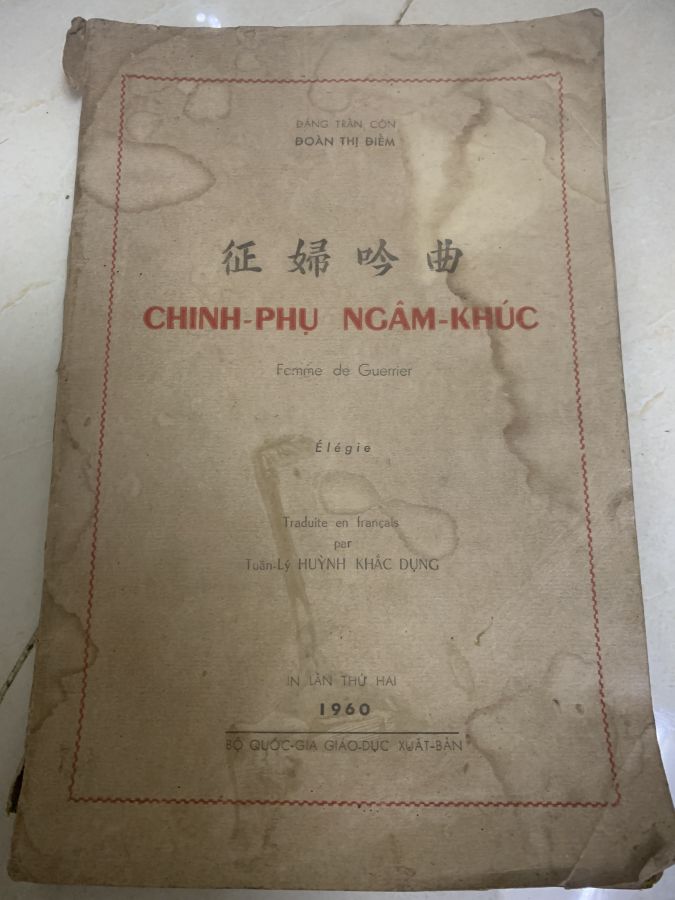 ĐẶNG TRẦN CÔN
ĐOÀN THỊ ĐIỂM
征婦吟曲
CHINH-PHỤ NGÂM-KHÚC
Femme de Guerrier
Élégie
Traduite en français
par
Tuân-Lý HUỲNH KHẮC DỤNG
IN LẦN THỨ HAI
1960
BỘ QUỐC-GIA GIÁO-DỤC XUẤT-BẢN